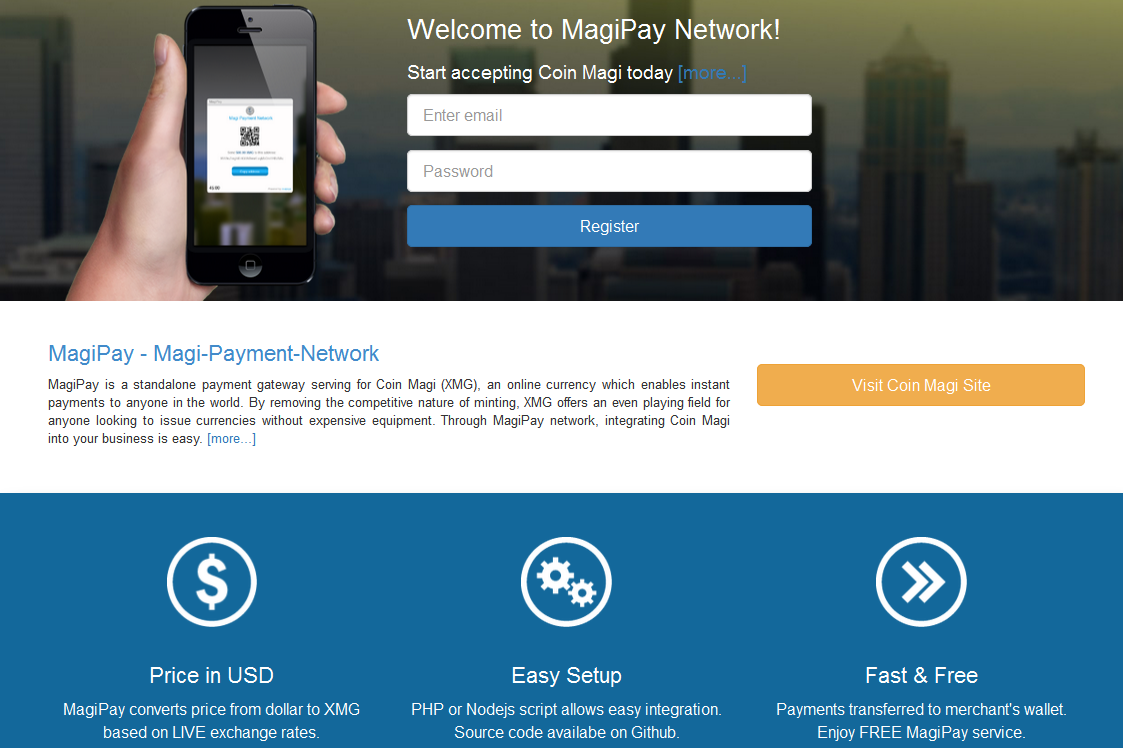 Welcome to MagiPay Network!
Start accepting Coin Magi today [more...]
Enter email
Password
Register
Magi Payment Network
MagiPay - Magi-Payment-Network
MagiPay is a standalone payment gateway serving for Coin Magi (XMG), an online currency which enables instant
payments to anyone in the world. By removing the competitive nature of minting, XMG offers an even playing field for
anyone looking to issue currencies without expensive equipment. Through MagiPay network, integrating Coin Magi
into your business is easy. [more...]
Visit Coin Magi Site
Price in USD
MagiPay converts price from dollar to XMG
based on LIVE exchange rates.
Easy Setup
PHP or Nodejs script allows easy integration.
Source code availabe on Github.
Fast & Free
Payments transferred to merchant's wallet.
Enjoy FREE MagiPay service.